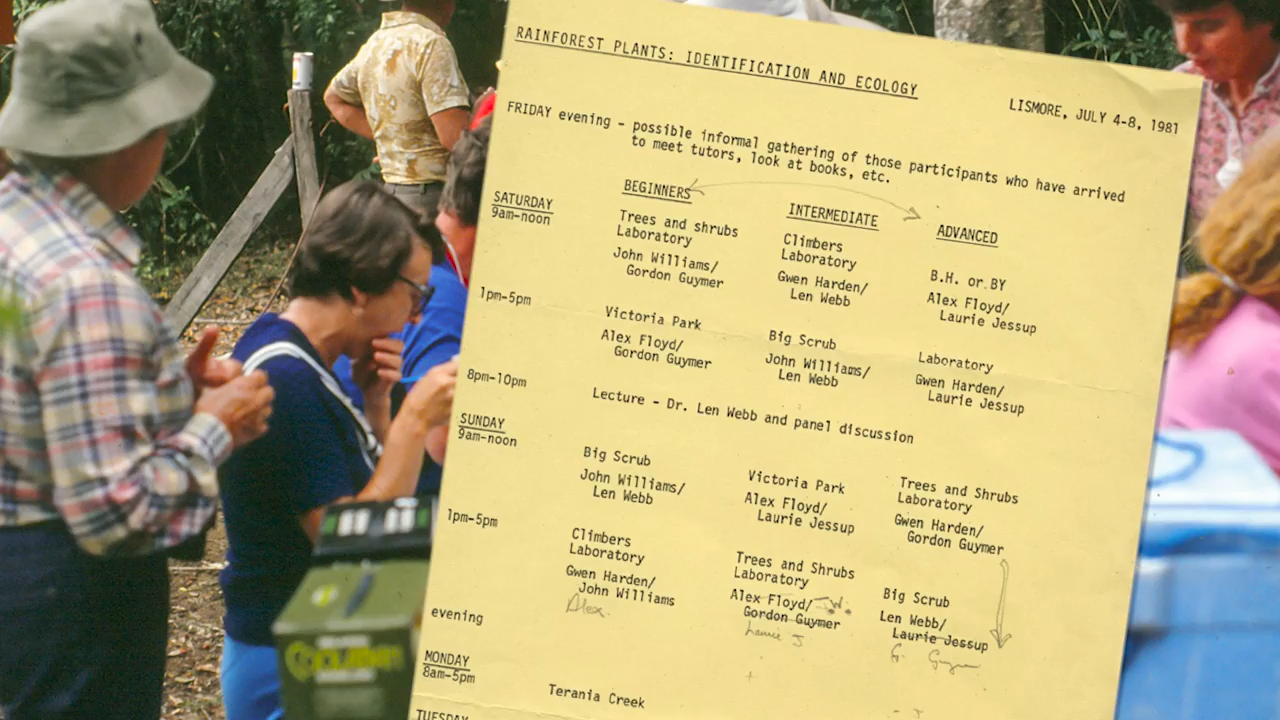 RAINFOREST PLANTS: IDENTIFICATION AND ECOLOGY
LISMORE, JULY 4-8, 1981
FRIDAY evening - possible informal gathering of those participants who have arrived
to meet tutors, look at books, etc.
BEGINNERS INTERMEDIATE ADVANCED
SATURDAY
9am-noon
Trees and shrubs
Laboratory
John Williams/
Gordon Guymer
Climbers
Laboratory
Gwen Harden/
Len Webb
B.H. or BY
Alex Floyd/
Laurie Jessup
1pm-5pm
Victoria Park
Alex Floyd/
Gordon Guymer
Big Scrub
John Williams/
Len Webb
Laboratory
Gwen Harden/
Laurie Jessup
8pm-10pm
Lecture - Dr. Len Webb and panel discussion
SUNDAY
9am-noon
Big Scrub
John Williams/
Len Webb
Victoria Park
Alex Floyd/
Laurie Jessup
Trees and Shrubs
Laboratory
Gwen Harden/
Gordon Guymer
1pm-5pm
Climbers
Laboratory
Gwen Harden/
John Williams
Alex.
Trees and Shrubs
Laboratory
Alex Floyd/ J.W.
Gordon Guymer
Laurie J
Big Scrub
Len Webb/
Laurie Jessup
G. Guymer
evening
MONDAY
8am-5pm
Terania Creek
TUESDAY